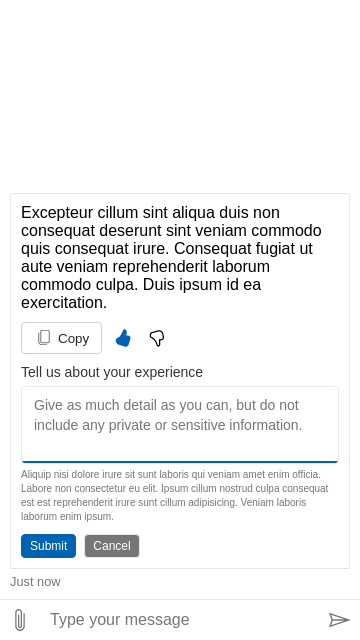 Excepteur cillum sint aliqua duis non
consequat deserunt sint veniam commodo
quis consequat irure. Consequat fugiat ut
aute veniam reprehenderit laborum
commodo culpa. Duis ipsum id ea
exercitation.
Copy
Tell us about your experience
Give as much detail as you can, but do not
include any private or sensitive information.
Aliquip nisi dolore irure sit sunt laboris qui veniam amet enim officia.
Labore non consectetur eu elit. Ipsum cillum nostrud culpa consequat
est est reprehenderit irure sunt cillum adipisicing. Veniam laboris
laborum enim ipsum.
Submit
Cancel
Just now
Type your message